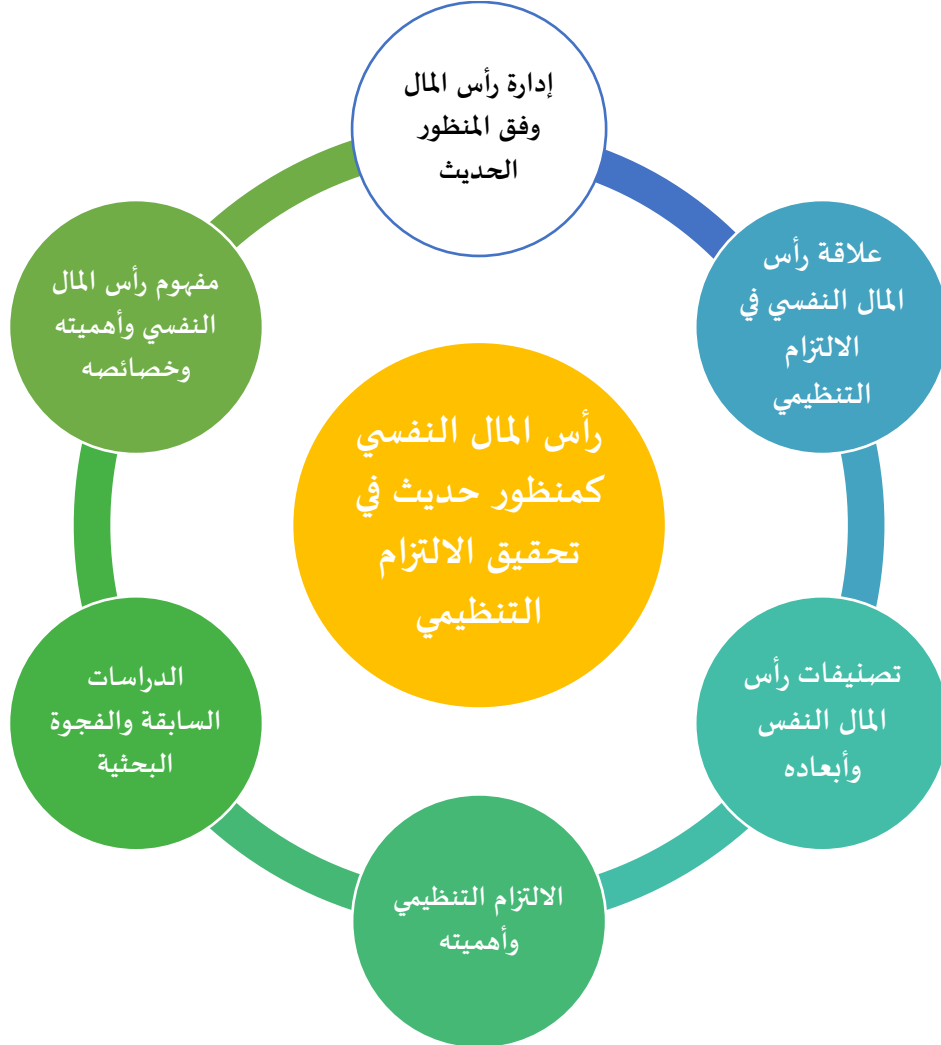 إدارة رأس المال
وفق المنظور
الحديث
علاقة رأس
المال النفسي في
الالتزام
التنظيمي
مفهوم رأس المال
النفسي وأهميته
وخصائصه
رأس المال النفسي
كمنظور حديث في
تحقيق الالتزام
التنظيمي
تصنيفات رأس
المال النفس
وأبعاده
الدراسات
السابقة والفجوة
البحثية
الالتزام التنظيمي
وأهميته